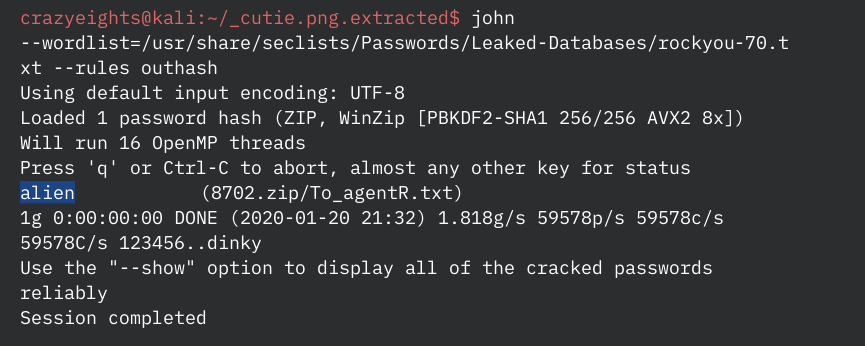 crazyeights@kali:~/_cutie.png.extracted$ john
--wordlist=/usr/share/seclists/Passwords/Leaked-Databases/rockyou-70.t
xt --rules outhash
Using default input encoding: UTF-8
Loaded 1 password hash (ZIP, WinZip [PBKDF2-SHA1 256/256 AVX2 8x])
Will run 16 OpenMP threads
Press 'q' or Ctrl-C to abort, almost any other key for status
alien            (8702.zip/To_agentR.txt)
1g 0:00:00:00 DONE (2020-01-20 21:32) 1.818g/s 59578p/s 59578c/s
59578C/s 123456..dinky
Use the "--show" option to display all of the cracked passwords
reliably
Session completed